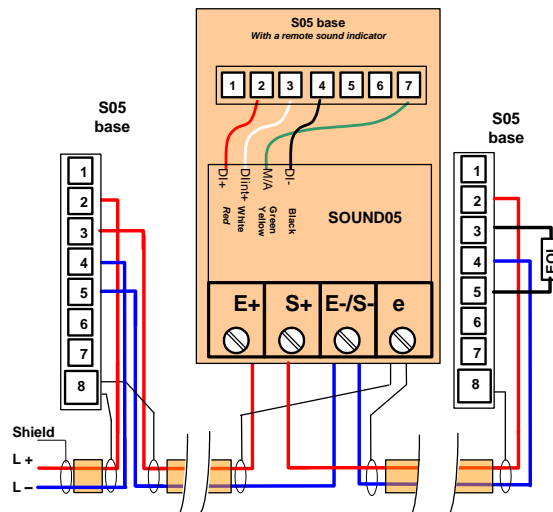 S05 base
With a remote sound indicator
1 2 3 4 5 6 7
S05
base
1
2
3
4
5
6
7
8
DI+
Red
DIint+
White
M/A
Green
Yellow
DI-
Black
SOUND05
E+ S+ E-/S- e
S05
base
1
2
3
4
5
6
7
8
EOL
Shield
L +
L –